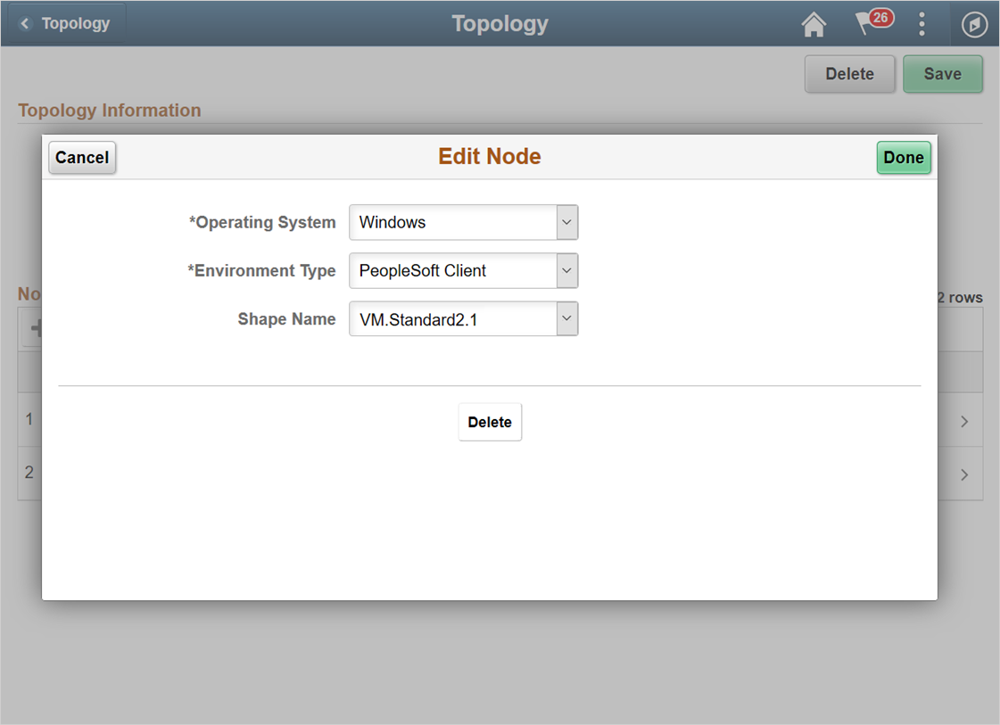 Topology
Topology
26
Delete
Save
Topology Information
Cancel
Edit Node
Done
*Operating System
Windows
*Environment Type
PeopleSoft Client
Shape Name
VM.Standard2.1
No
2 rows
Delete
1
2